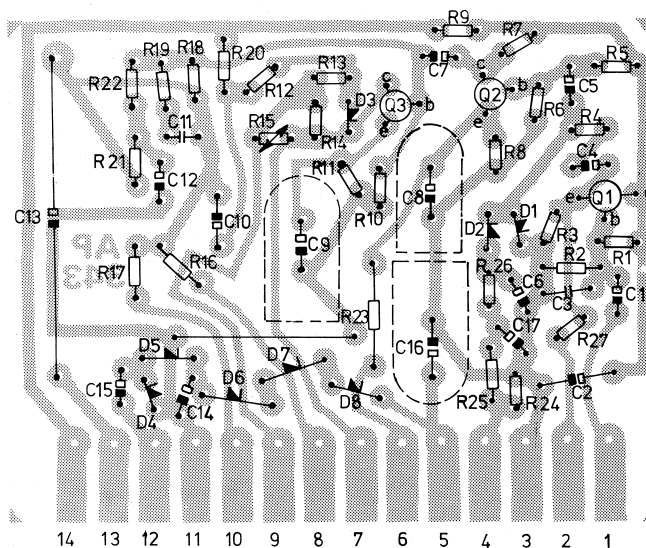 R9
R7
R19 R18 R20 R13 C7 c R5
R22 R12 c Q2 b C5
D3 Q3 b R6
C11 R15 R14 e e R4
R21 R11 R8 C4
C12 R10 C8 e Q1 c
C13 C10 C9 D2 D1 R3 b R1
AP
343
R17 R16 R26 C6 R2 C3 C1
R23 C16 C17 R27
D5 D7
C15 D4 C14 D6 D8 R25 R24 C2
14 13 12 11 10 9 8 7 6 5 4 3 2 1